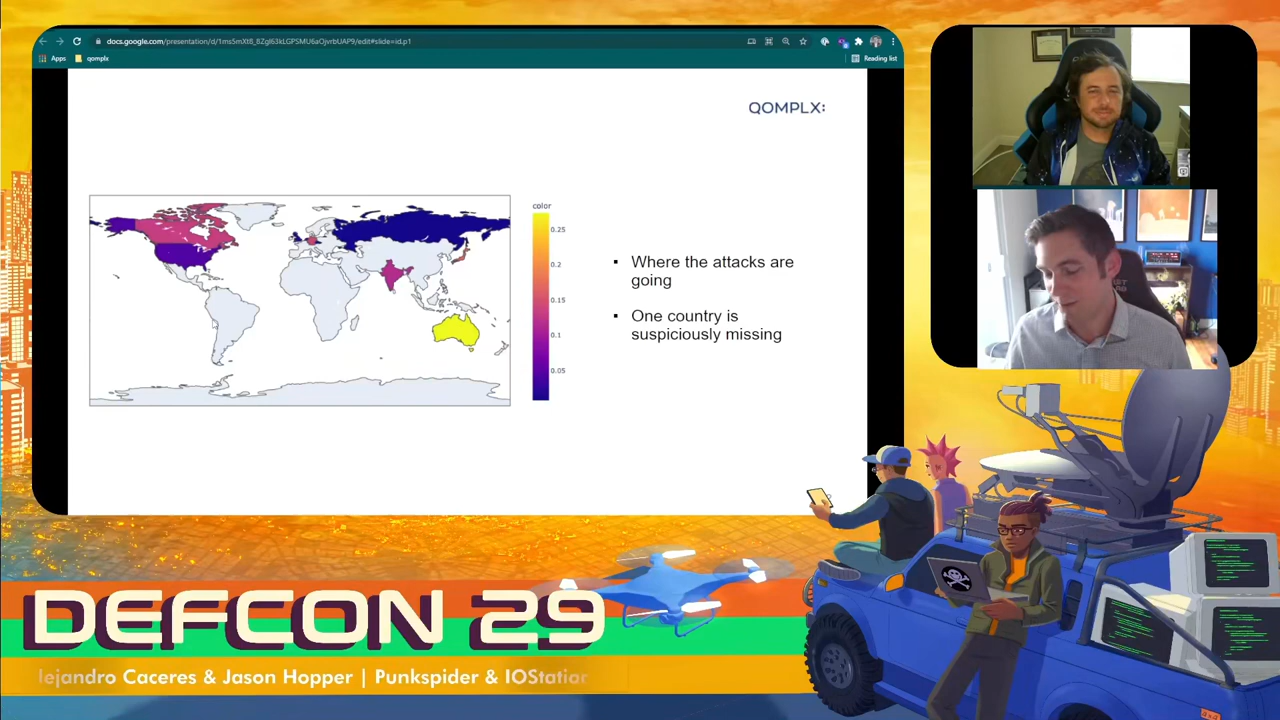 docs.google.com/presentation/d/1ms5mXt8_8Zgl63kLGPSMU6aOjvrbUAP9/edit#slide=id.p1
Apps
qomplx
Reading list
QOMPLX:
color
0.25
0.2
0.15
0.1
0.05
▪ Where the attacks are
going
▪ One country is
suspiciously missing
DEFCON 29
lejandro Caceres & Jason Hopper | Punkspider & IOStatiar